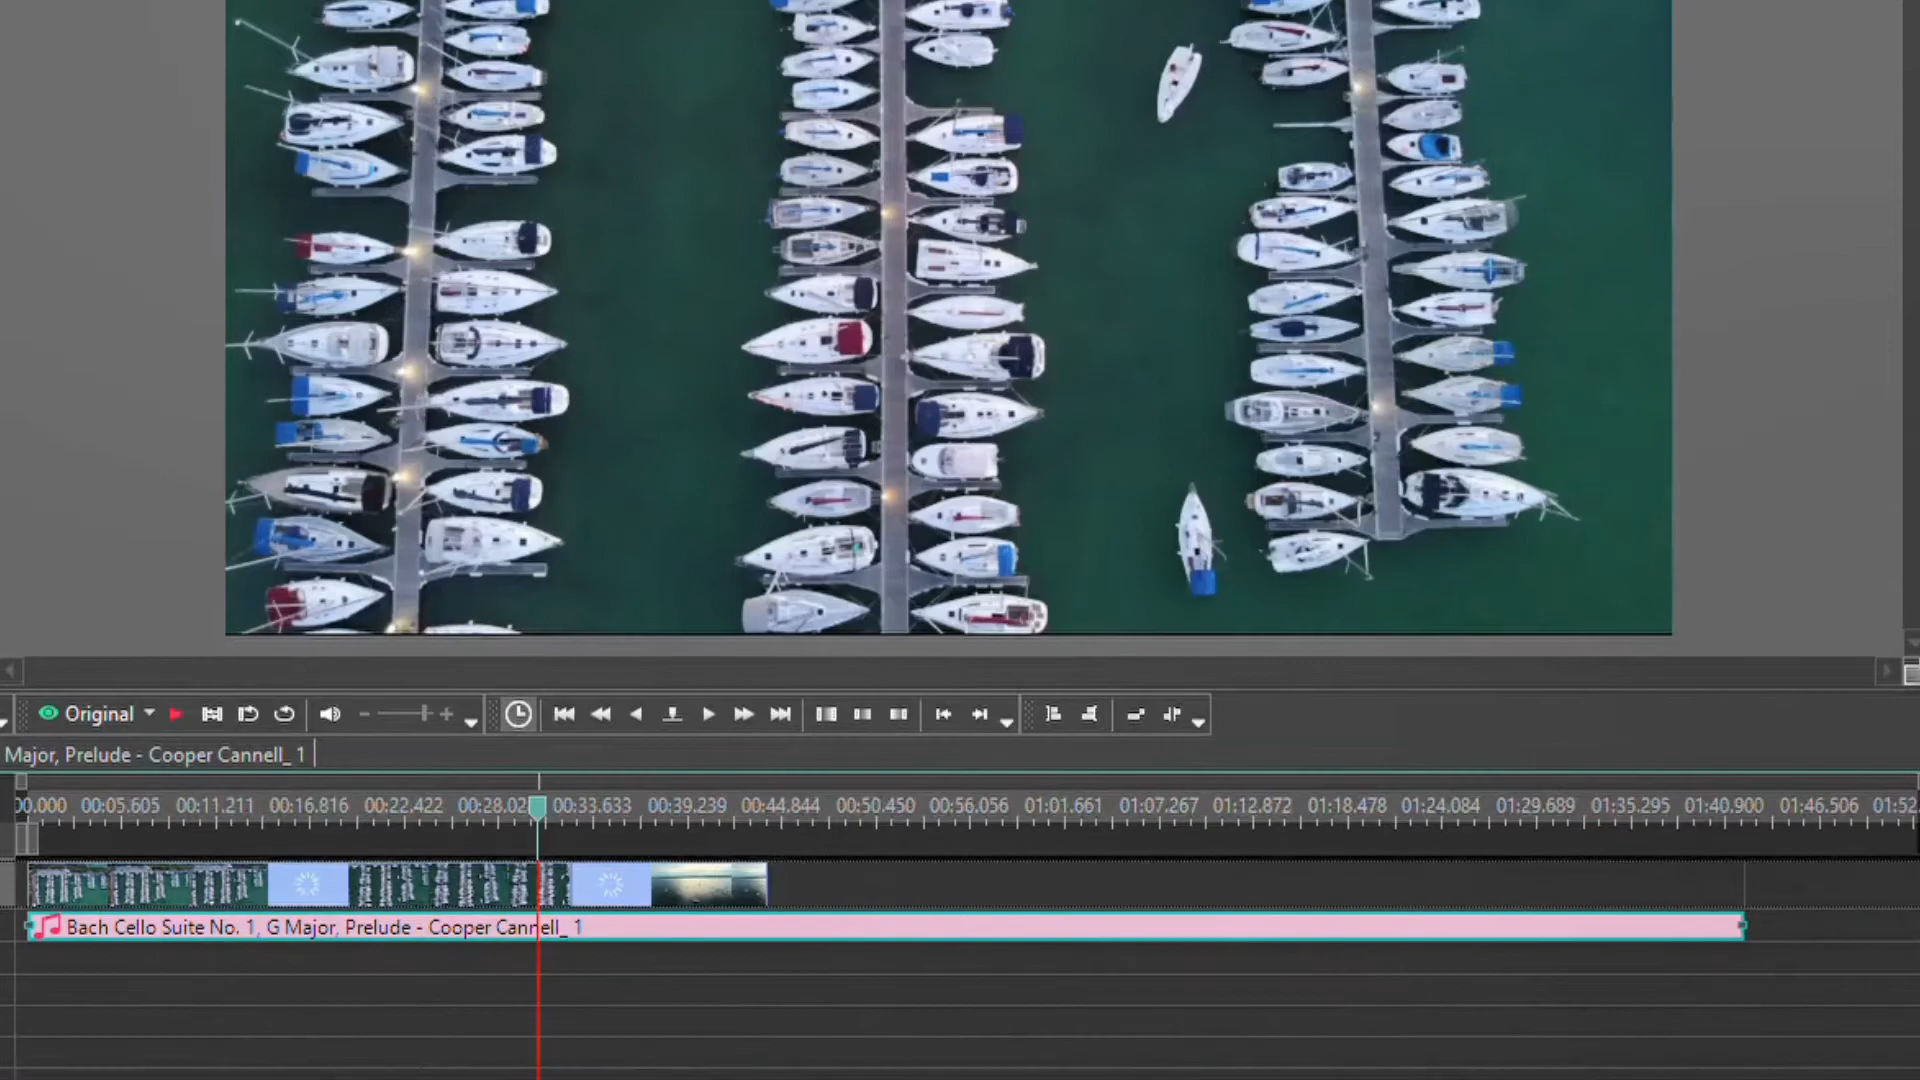 Original
Major, Prelude - Cooper Cannell_ 1
00.000 00:05.605 00:11.211 00:16.816 00:22.422 00:28.02 00:33.633 00:39.239 00:44.844 00:50.450 00:56.056 01:01.661 01:07.267 01:12.872 01:18.478 01:24.084 01:29.689 01:35.295 01:40.900 01:46.506 01:52.
Bach Cello Suite No. 1, G Major, Prelude - Cooper Cannell_ 1